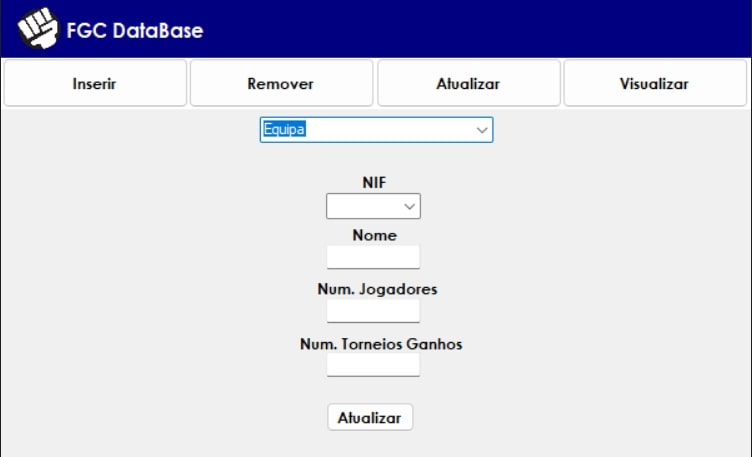 FGC DataBase
Inserir Remover Atualizar Visualizar
Equipa
NIF
Nome
Num. Jogadores
Num. Torneios Ganhos
Atualizar